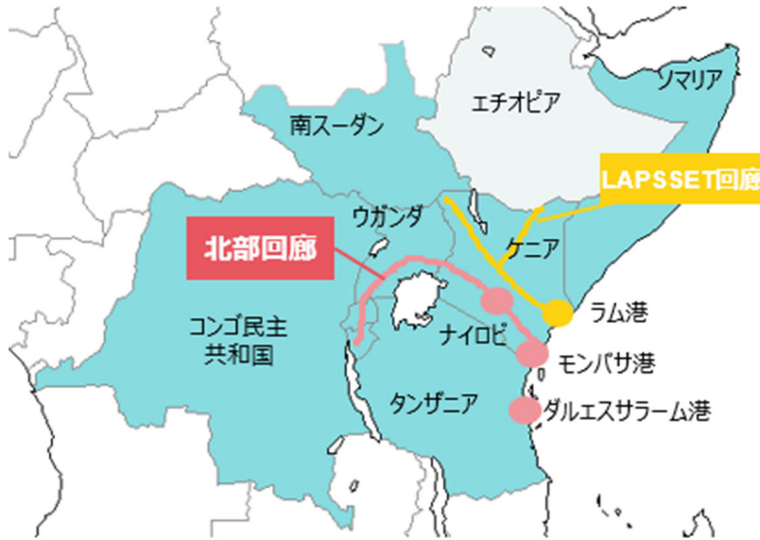 ソマリア
エチオピア
南スーダン
LAPSSET回廊
ウガンダ
北部回廊
ケニア
ラム港
コンゴ民主
共和国
ナイロビ
モンバサ港
タンザニア
ダルエスサラーム港